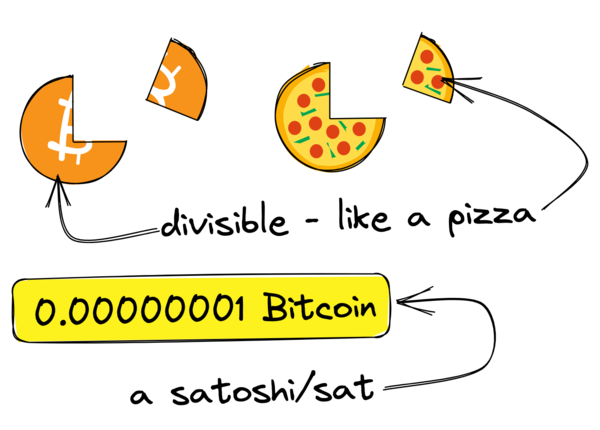 divisible - like a pizza
0.00000001 Bitcoin
a satoshi/sat